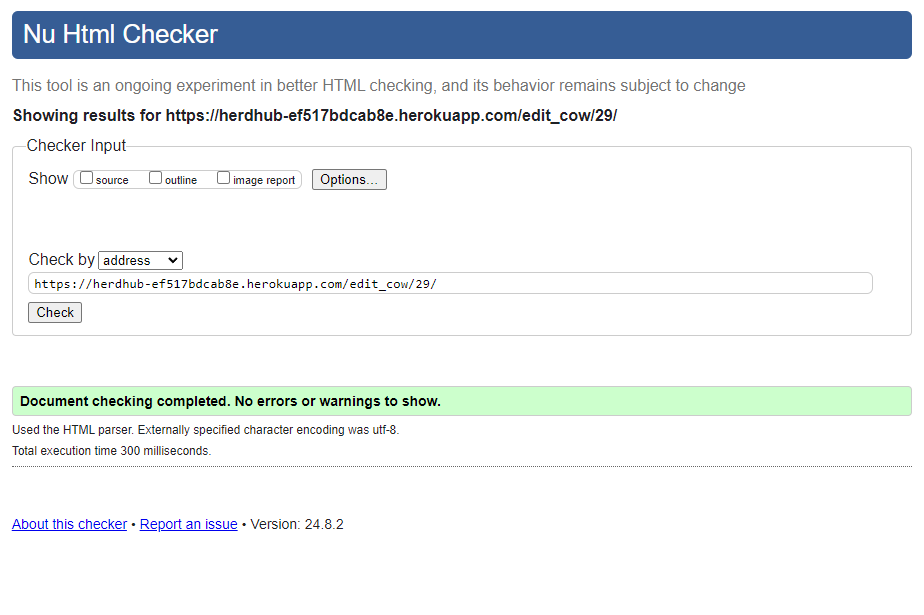 Nu Html Checker
This tool is an ongoing experiment in better HTML checking, and its behavior remains subject to change
Showing results for https://herdhub-ef517bdcab8e.herokuapp.com/edit_cow/29/
Checker Input
Show source outline image report Options...
Check by address
https://herdhub-ef517bdcab8e.herokuapp.com/edit_cow/29/
Check
Document checking completed. No errors or warnings to show.
Used the HTML parser. Externally specified character encoding was utf-8.
Total execution time 300 milliseconds.
About this checker • Report an issue • Version: 24.8.2